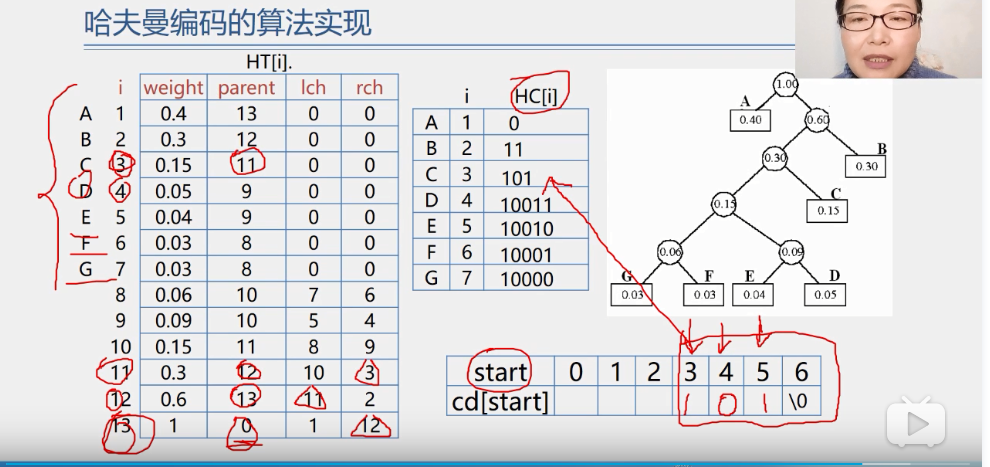 哈夫曼编码的算法实现
HT[i].
i weight parent lch rch
A 1 0.4 13 0 0
B 2 0.3 12 0 0
C 3 0.15 11 0 0
D 4 0.05 9 0 0
E 5 0.04 9 0 0
F 6 0.03 8 0 0
G 7 0.03 8 0 0
8 0.06 10 7 6
9 0.09 10 5 4
10 0.15 11 8 9
11 0.3 12 10 3
12 0.6 13 11 2
13 1 0 1 12
i HC[i]
A 1 0
B 2 11
C 3 101
D 4 10011
E 5 10010
F 6 10001
G 7 10000
1.00
A
0.40 0.60
B
0.30 0.30
C
0.15 0.15
0.06 0.09
G F E D
0.03 0.03 0.04 0.05
start 0 1 2 3 4 5 6
cd[start] 1 0 1 \0